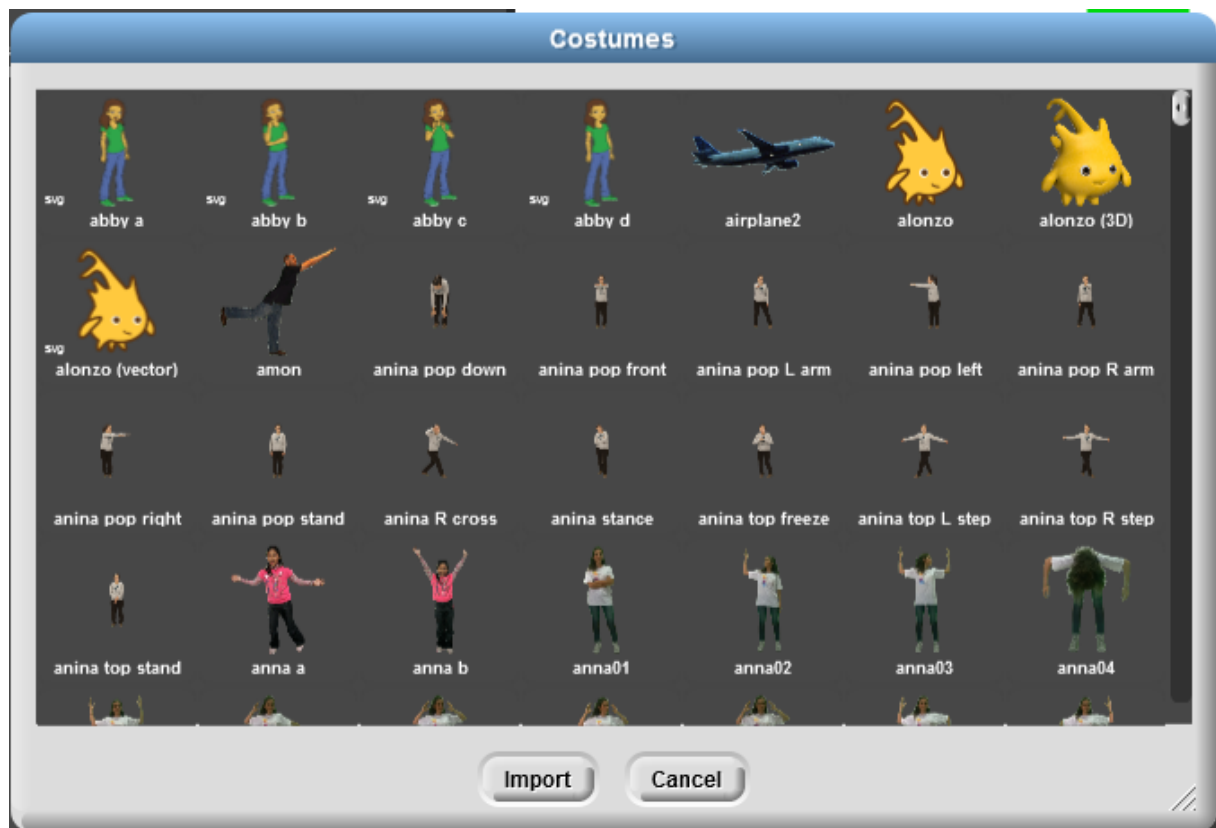 Costumes
svg svg svg svg
abby a abby b abby c abby d airplane2 alonzo alonzo (3D)
svg
alonzo (vector) amon anina pop down anina pop front anina pop L arm anina pop left anina pop R arm
anina pop right anina pop stand anina R cross anina stance anina top freeze anina top L step anina top R step
anina top stand anna a anna b anna01 anna02 anna03 anna04
Import Cancel